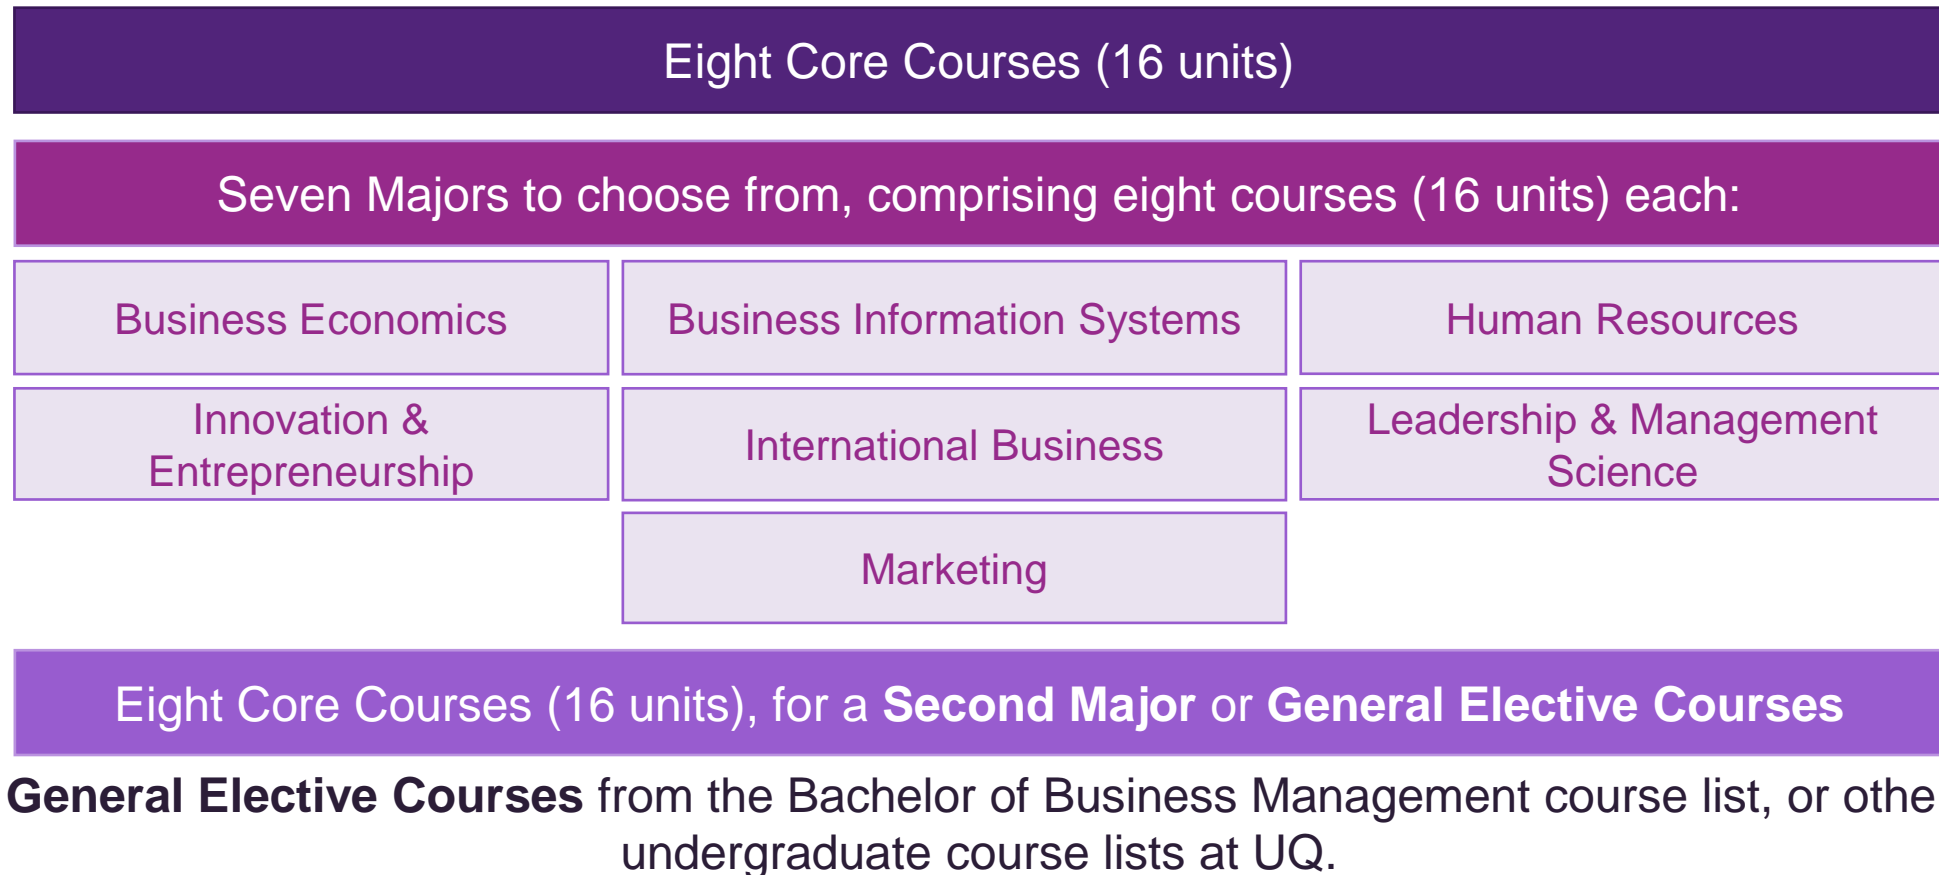 Eight Core Courses (16 units)
Seven Majors to choose from, comprising eight courses (16 units) each:
Business Economics
Business Information Systems
Human Resources
Innovation &
Entrepreneurship
International Business
Leadership & Management
Science
Marketing
Eight Core Courses (16 units), for a Second Major or General Elective Courses
General Elective Courses from the Bachelor of Business Management course list, or othe
undergraduate course lists at UQ.